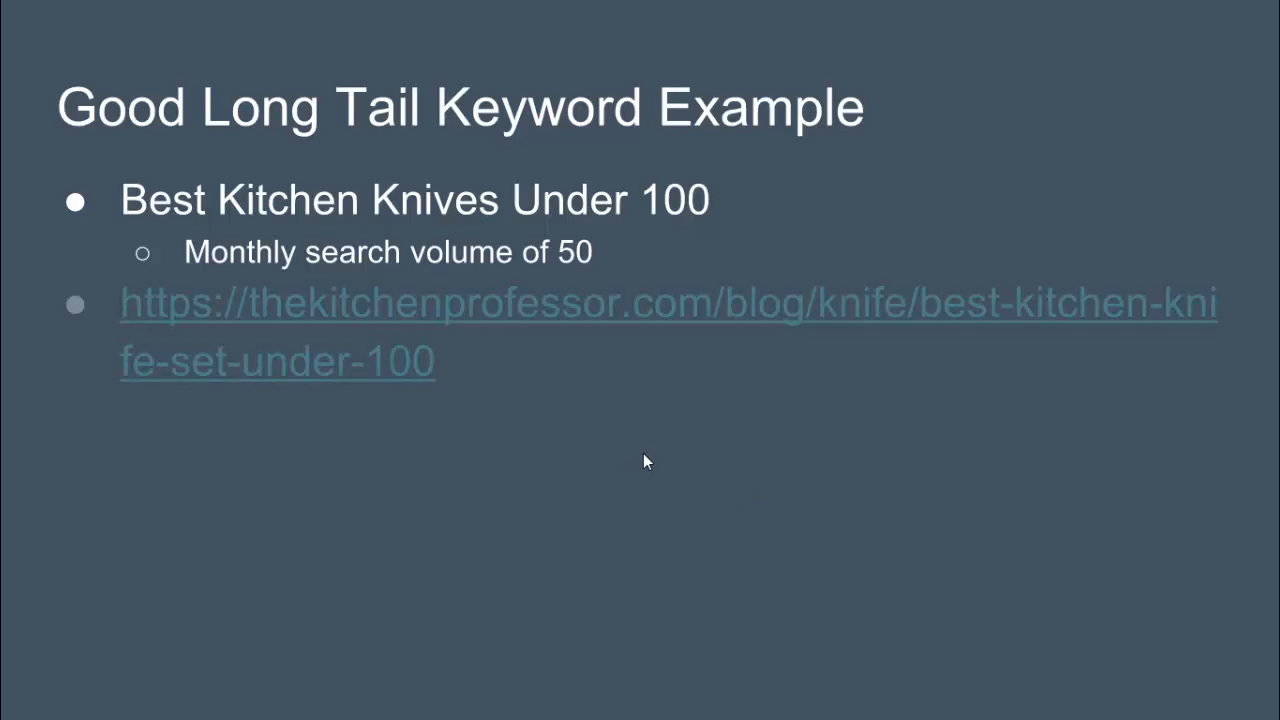 Good Long Tail Keyword Example
● Best Kitchen Knives Under 100
○ Monthly search volume of 50
● https://thekitchenprofessor.com/blog/knife/best-kitchen-kni
fe-set-under-100